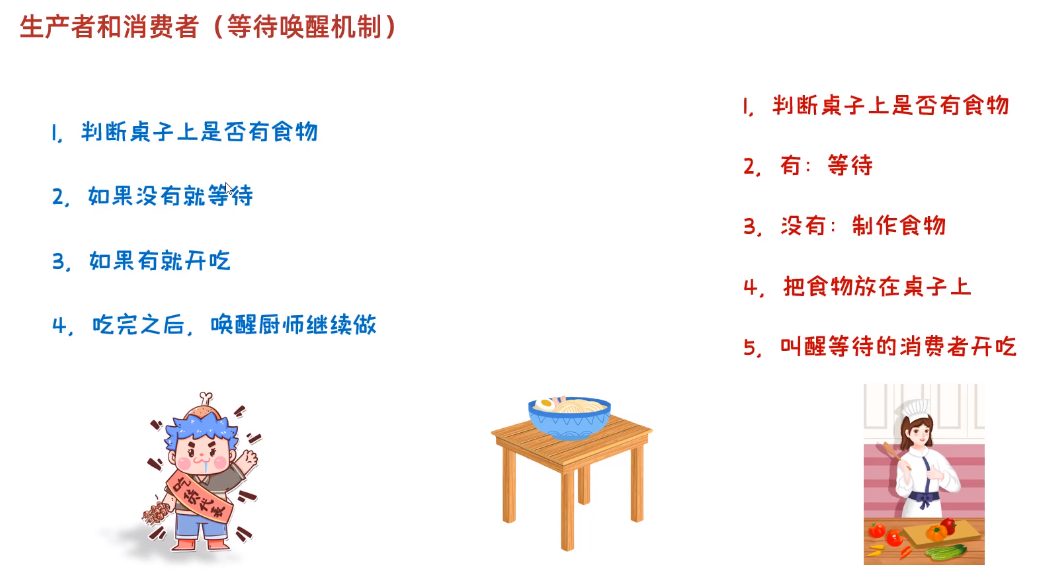 生产者和消费者（等待唤醒机制）
1，判断桌子上是否有食物
2，如果没有就等待
3，如果有就开吃
4，吃完之后，唤醒厨师继续做
1，判断桌子上是否有食物
2，有：等待
3，没有：制作食物
4，把食物放在桌子上
5，叫醒等待的消费者开吃
吃货代表